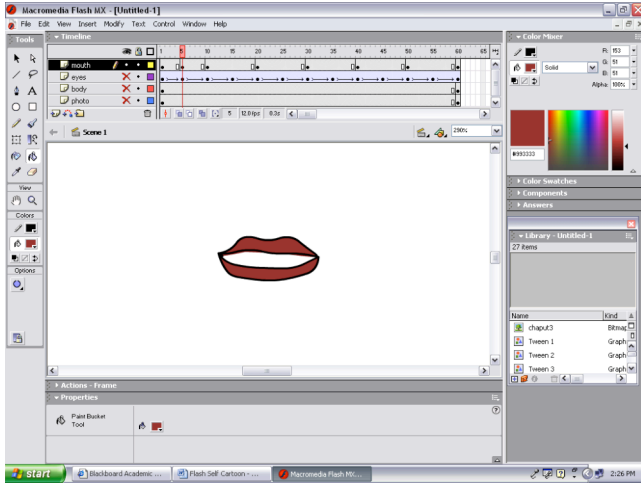 Macromedia Flash MX - [Untitled-1]
File Edit View Insert Modify Text Control Window Help
Tools
View
Colors
Options
Timeline
1 5 10 15 20 25 30 35 40 45 50 55 60 65
mouth
eyes
body
photo
5 12.0 fps 0.3s
Scene 1
290%
Color Mixer
R: 153
Solid
G: 51
B: 51
Alpha: 100%
#993333
Color Swatches
Components
Answers
Library - Untitled-1
27 items
Name Kind
chaput3 Bitmap
Tween 1 Graph
Tween 2 Graph
Tween 3 Graph
Actions - Frame
Properties
Paint Bucket
Tool
start
Blackboard Academic ...
Flash Self Cartoon - ...
Macromedia Flash MX...
2:26 PM